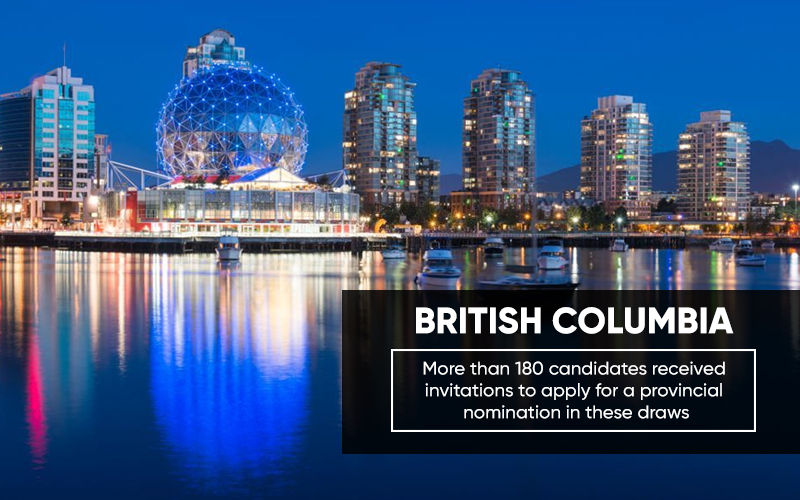 BRITISH COLUMBIA
More than 180 candidates received
invitations to apply for a provincial
nomination in these draws